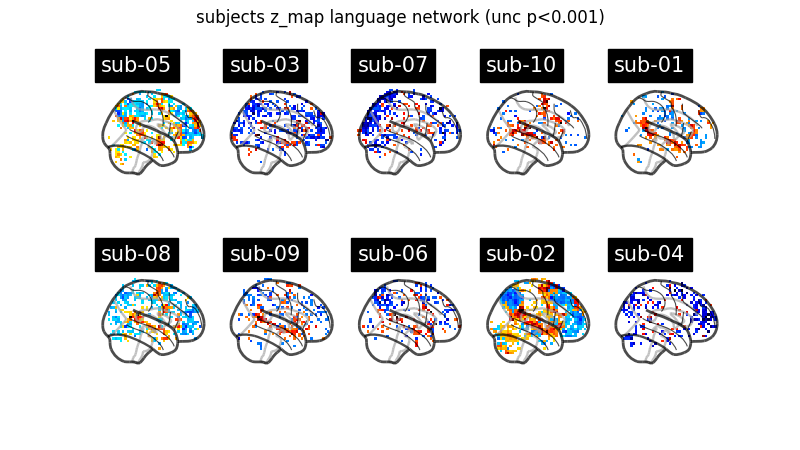 subjects z_map language network (unc p<0.001)
sub-05
sub-03
sub-07
sub-10
sub-01
sub-08
sub-09
sub-06
sub-02
sub-04